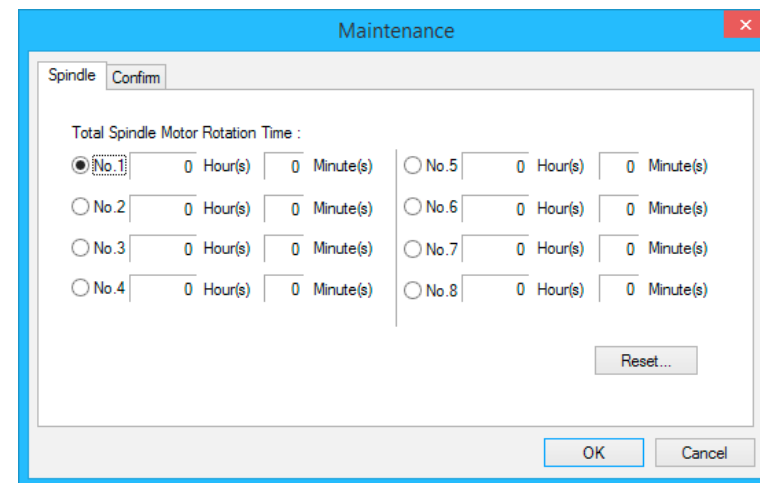 Maintenance
Spindle Confirm
Total Spindle Motor Rotation Time :
No.1 0 Hour(s) 0 Minute(s) No.5 0 Hour(s) 0 Minute(s)
No.2 0 Hour(s) 0 Minute(s) No.6 0 Hour(s) 0 Minute(s)
No.3 0 Hour(s) 0 Minute(s) No.7 0 Hour(s) 0 Minute(s)
No.4 0 Hour(s) 0 Minute(s) No.8 0 Hour(s) 0 Minute(s)
Reset...
OK Cancel